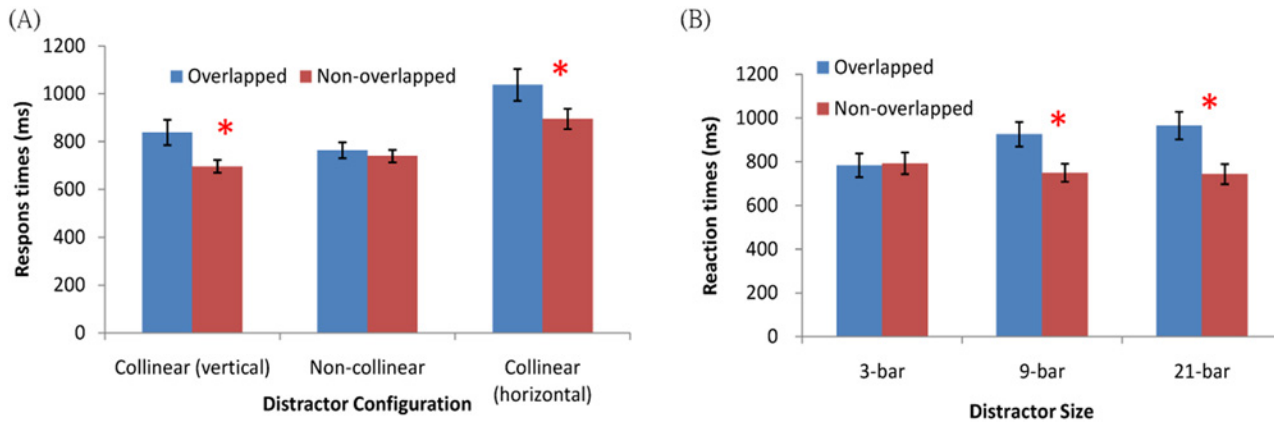 (A)
1200
1000
800
600
400
200
0
Respons times (ms)
Overlapped Non-overlapped
*
*
Collinear (vertical) Non-collinear Collinear
(horizontal)
Distractor Configuration
(B)
1200
1000
800
600
400
200
0
Reaction times (ms)
Overlapped
Non-overlapped
*
*
3-bar 9-bar 21-bar
Distractor Size